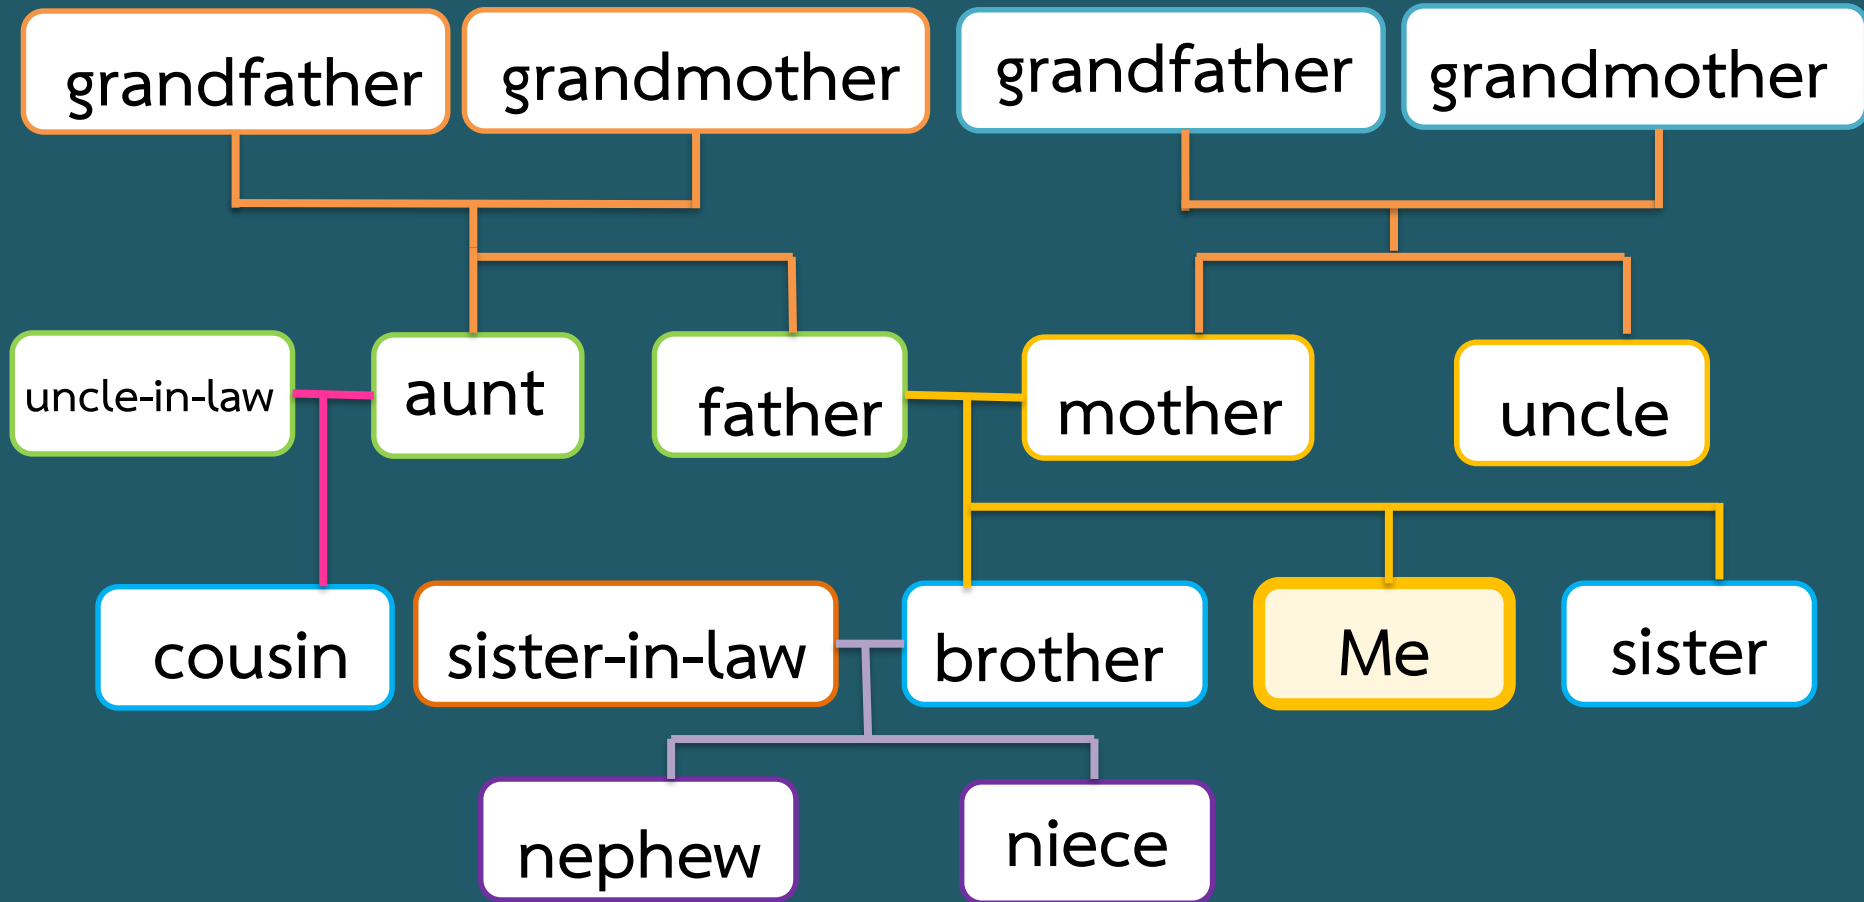 grandfather
grandmother
grandfather
grandmother
uncle-in-law
aunt
father
mother
uncle
cousin
sister-in-law
brother
Me
sister
nephew
niece